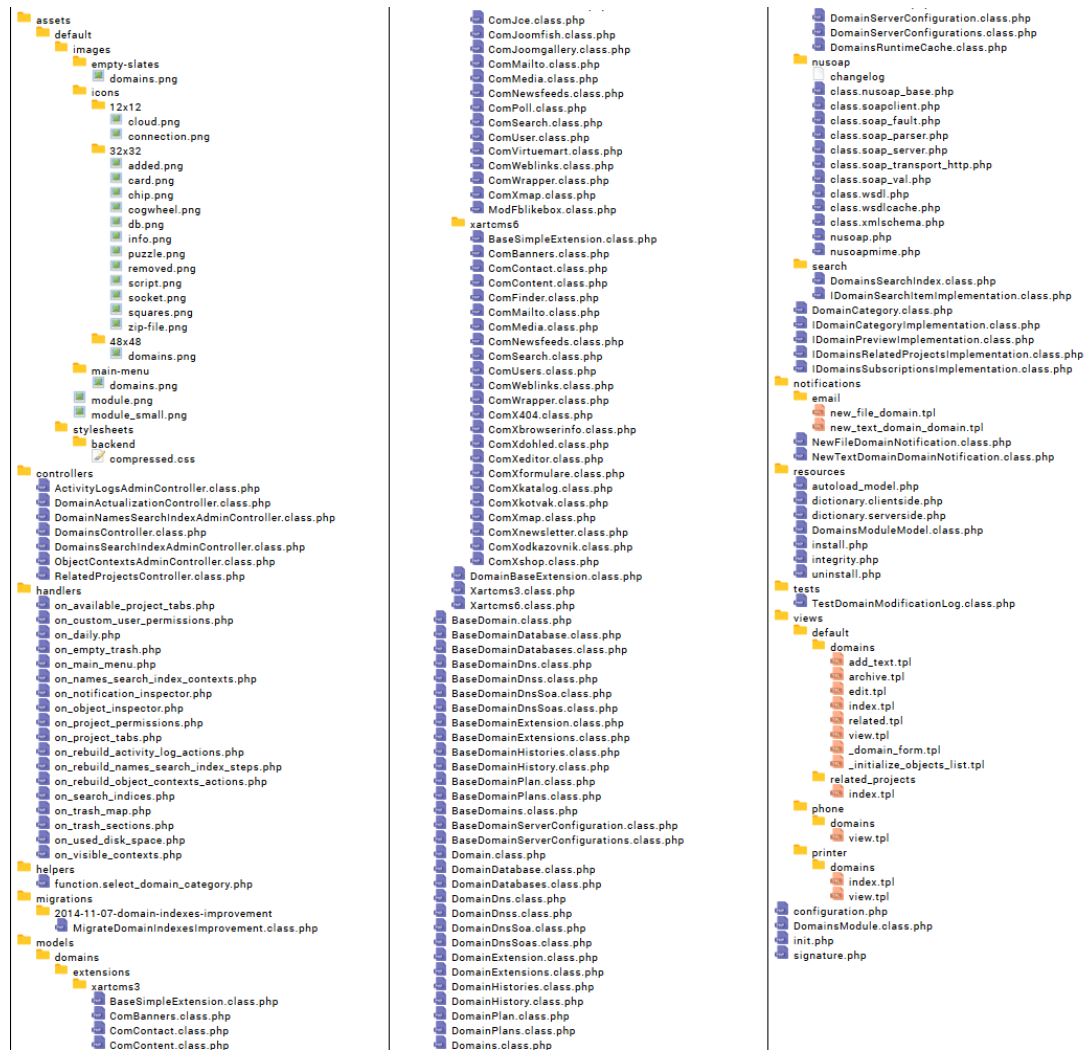 assets
default
images
empty-slates
domains.png
icons
12x12
cloud.png
connection.png
32x32
added.png
card.png
chip.png
cogwheel.png
db.png
info.png
puzzle.png
removed.png
script.png
socket.png
squares.png
zip-file.png
48x48
domains.png
main-menu
domains.png
module.png
module_small.png
stylesheets
backend
compressed.css
controllers
ActivityLogsAdminController.class.php
DomainActualizationController.class.php
DomainNamesSearchIndexAdminController.class.php
DomainsController.class.php
DomainsSearchIndexAdminController.class.php
ObjectContextsAdminController.class.php
RelatedProjectsController.class.php
handlers
on_available_project_tabs.php
on_custom_user_permissions.php
on_daily.php
on_empty_trash.php
on_main_menu.php
on_names_search_index_contexts.php
on_notification_inspector.php
on_object_inspector.php
on_project_permissions.php
on_project_tabs.php
on_rebuild_activity_log_actions.php
on_rebuild_names_search_index_steps.php
on_rebuild_object_contexts_actions.php
on_search_indices.php
on_trash_map.php
on_trash_sections.php
on_used_disk_space.php
on_visible_contexts.php
helpers
function.select_domain_category.php
migrations
2014-11-07-domain-indexes-improvement
MigrateDomainIndexesImprovement.class.php
models
domains
extensions
xartcms3
BaseSimpleExtension.class.php
ComBanners.class.php
ComContact.class.php
ComContent.class.php
ComJce.class.php
ComJoomfish.class.php
ComJoomgallery.class.php
ComMailto.class.php
ComMedia.class.php
ComNewsfeeds.class.php
ComPoll.class.php
ComSearch.class.php
ComUser.class.php
ComVirtuemart.class.php
ComWeblinks.class.php
ComWrapper.class.php
ComXmap.class.php
ModFblikebox.class.php
xartcms6
BaseSimpleExtension.class.php
ComBanners.class.php
ComContact.class.php
ComContent.class.php
ComFinder.class.php
ComMailto.class.php
ComMedia.class.php
ComNewsfeeds.class.php
ComSearch.class.php
ComUsers.class.php
ComWeblinks.class.php
ComWrapper.class.php
ComX404.class.php
ComXbrowserinfo.class.php
ComXdohled.class.php
ComXeditor.class.php
ComXformulare.class.php
ComXkatalog.class.php
ComXkotvak.class.php
ComXmap.class.php
ComXnewsletter.class.php
ComXodkazovnik.class.php
ComXshop.class.php
DomainBaseExtension.class.php
Xartcms3.class.php
Xartcms6.class.php
BaseDomain.class.php
BaseDomainDatabase.class.php
BaseDomainDatabases.class.php
BaseDomainDns.class.php
BaseDomainDnss.class.php
BaseDomainDnsSoa.class.php
BaseDomainDnsSoas.class.php
BaseDomainExtension.class.php
BaseDomainExtensions.class.php
BaseDomainHistories.class.php
BaseDomainHistory.class.php
BaseDomainPlan.class.php
BaseDomainPlans.class.php
BaseDomains.class.php
BaseDomainServerConfiguration.class.php
BaseDomainServerConfigurations.class.php
Domain.class.php
DomainDatabase.class.php
DomainDatabases.class.php
DomainDns.class.php
DomainDnss.class.php
DomainDnsSoa.class.php
DomainDnsSoas.class.php
DomainExtension.class.php
DomainExtensions.class.php
DomainHistories.class.php
DomainHistory.class.php
DomainPlan.class.php
DomainPlans.class.php
Domains.class.php
DomainServerConfiguration.class.php
DomainServerConfigurations.class.php
DomainsRuntimeCache.class.php
nusoap
changelog
class.nusoap_base.php
class.soapclient.php
class.soap_fault.php
class.soap_parser.php
class.soap_server.php
class.soap_transport_http.php
class.soap_val.php
class.wsdl.php
class.wsdlcache.php
class.xmlschema.php
nusoap.php
nusoapmime.php
search
DomainsSearchIndex.class.php
IDomainSearchItemImplementation.class.php
DomainCategory.class.php
IDomainCategoryImplementation.class.php
IDomainPreviewImplementation.class.php
IDomainsRelatedProjectsImplementation.class.php
IDomainsSubscriptionsImplementation.class.php
notifications
email
new_file_domain.tpl
new_text_domain_domain.tpl
NewFileDomainNotification.class.php
NewTextDomainDomainNotification.class.php
resources
autoload_model.php
dictionary.clientside.php
dictionary.serverside.php
DomainsModuleModel.class.php
install.php
integrity.php
uninstall.php
tests
TestDomainModificationLog.class.php
views
default
domains
add_text.tpl
archive.tpl
edit.tpl
index.tpl
related.tpl
view.tpl
_domain_form.tpl
_initialize_objects_list.tpl
related_projects
index.tpl
phone
domains
view.tpl
printer
domains
index.tpl
view.tpl
configuration.php
DomainsModule.class.php
init.php
signature.php